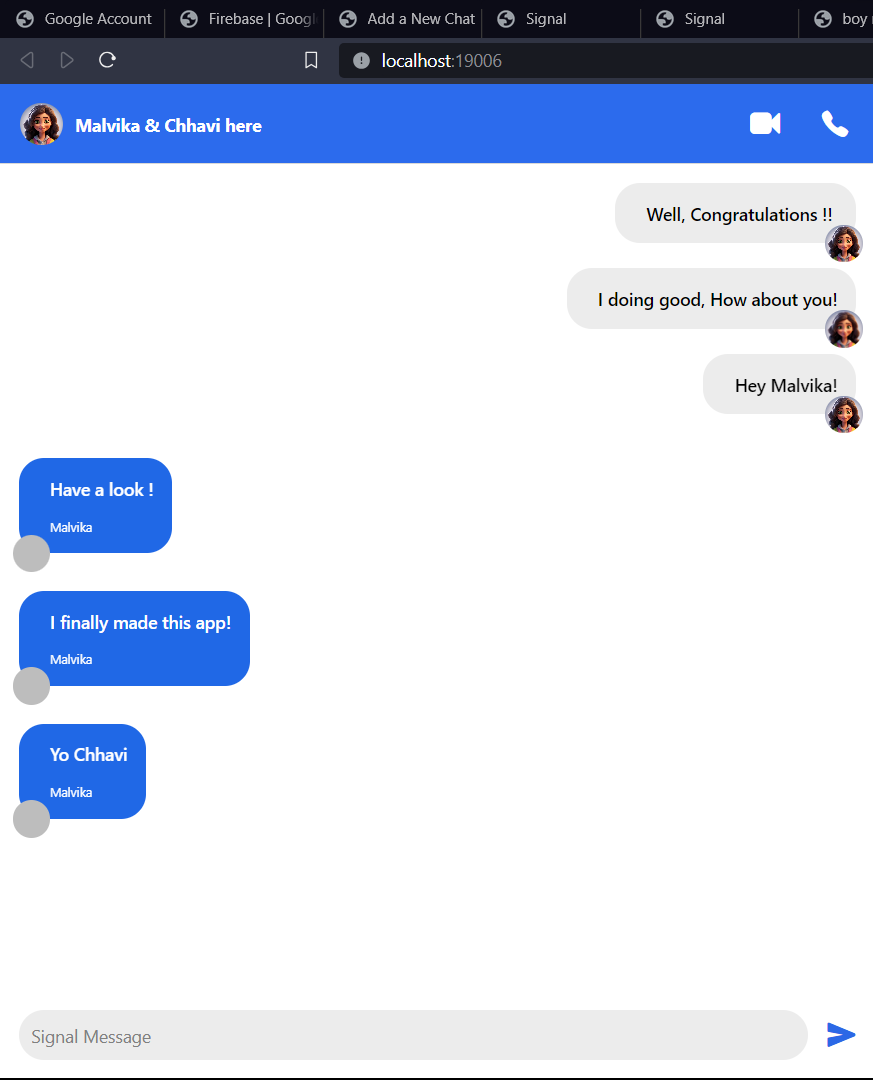 Google Account
Firebase | Googl
Add a New Chat
Signal
Signal
boy
localhost:19006
Malvika & Chhavi here
Well, Congratulations !!
I doing good, How about you!
Hey Malvika!
Have a look !
Malvika
I finally made this app!
Malvika
Yo Chhavi
Malvika
Signal Message